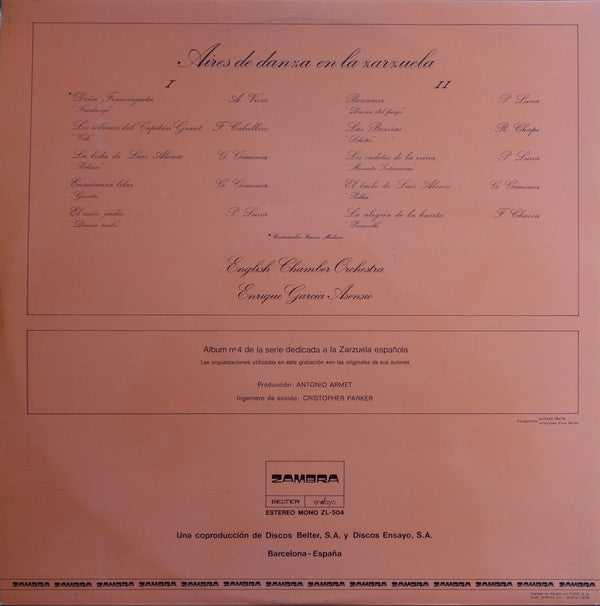 Aires de danza en la zarzuela
I
* Doña Francisquita A. Vives
"Fandango"
Los sobrinos del Capitán Grant F Caballero
"Vals"
La boda de Luis Alonso G Giménez
"Bolero"
Enseñanza libre G Giménez
"Gavota"
El niño judío P. Luna
"Danza
II
Benamor P. Luna
"Danza del fuego"
Las Bravías R Chapí
Los cadetes de la reina P Luna
El baile de Luis Alonso G Giménez
"Polka
La alegría de la huerta F Chueca
"Pasacalle"
English Chamber Orchestra
Enrique García Asensio
Album nº 4 de la serie dedicada a la Zarzuela española
Las orquestaciones utilizadas en esta grabación son las originales de sus autores
Producción: ANTONIO ARMET
Ingeniero de sonido: CRISTOPHER PARKER
Fotografías
ZAMBRA
BELTER ensayo
ESTEREO MONO ZL-504
Una coproducción de Discos Belter, S.A. y Discos Ensayo, S.A.
Barcelona - España
ZAMBRA ZAMBRA ZAMBRA ZAMBRA ZAMBRA ZAMBRA ZAMBRA ZAMBRA ZAMBRA ZAMBRA ZAMBRA ZAMBRA